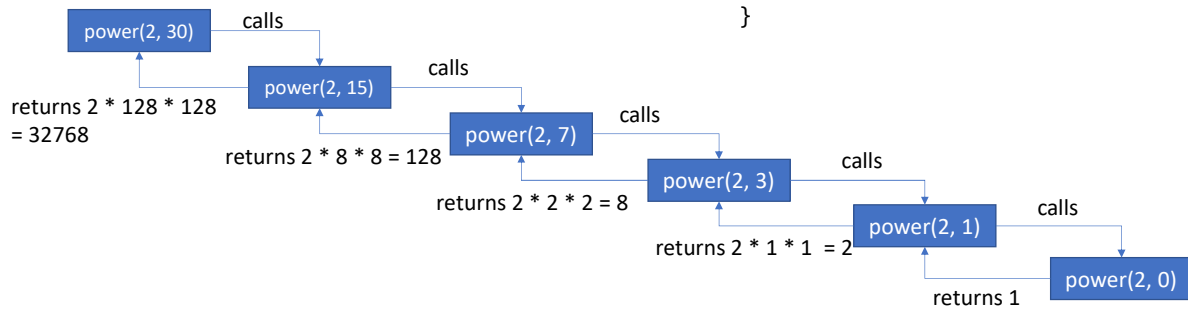 }
power(2, 30)
calls
power(2, 15)
calls
returns 2 * 128 * 128
= 32768
power(2, 7)
calls
returns 2 * 8 * 8 = 128
power(2, 3)
calls
returns 2 * 2 * 2 = 8
power(2, 1)
calls
returns 2 * 1 * 1  = 2
power(2, 0)
returns 1